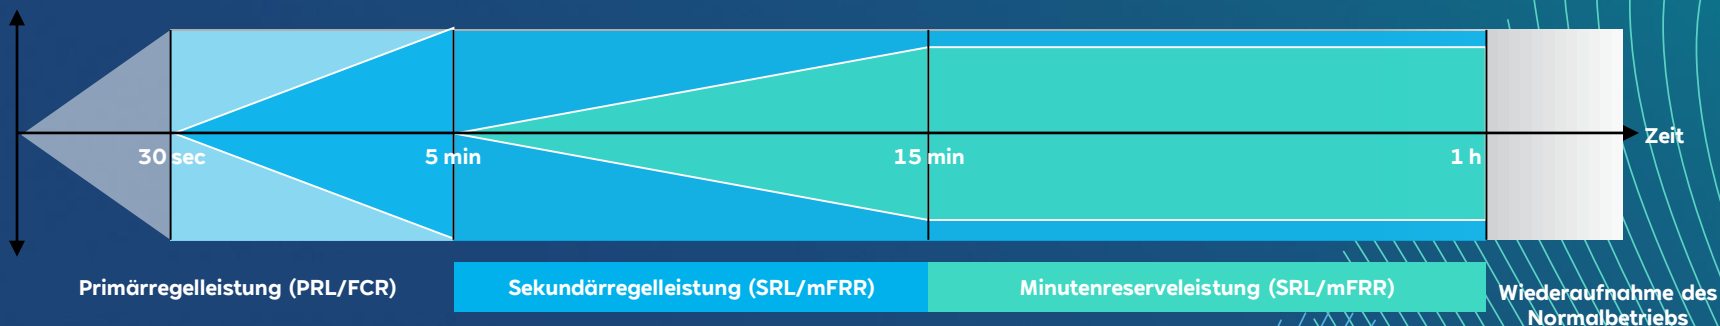 Zeit
30 sec
5 min
15 min
1 h
Primärregelleistung (PRL/FCR)
Sekundärregelleistung (SRL/mFRR)
Minutenreserveleistung (SRL/mFRR)
Wiederaufnahme des
Normalbetriebs